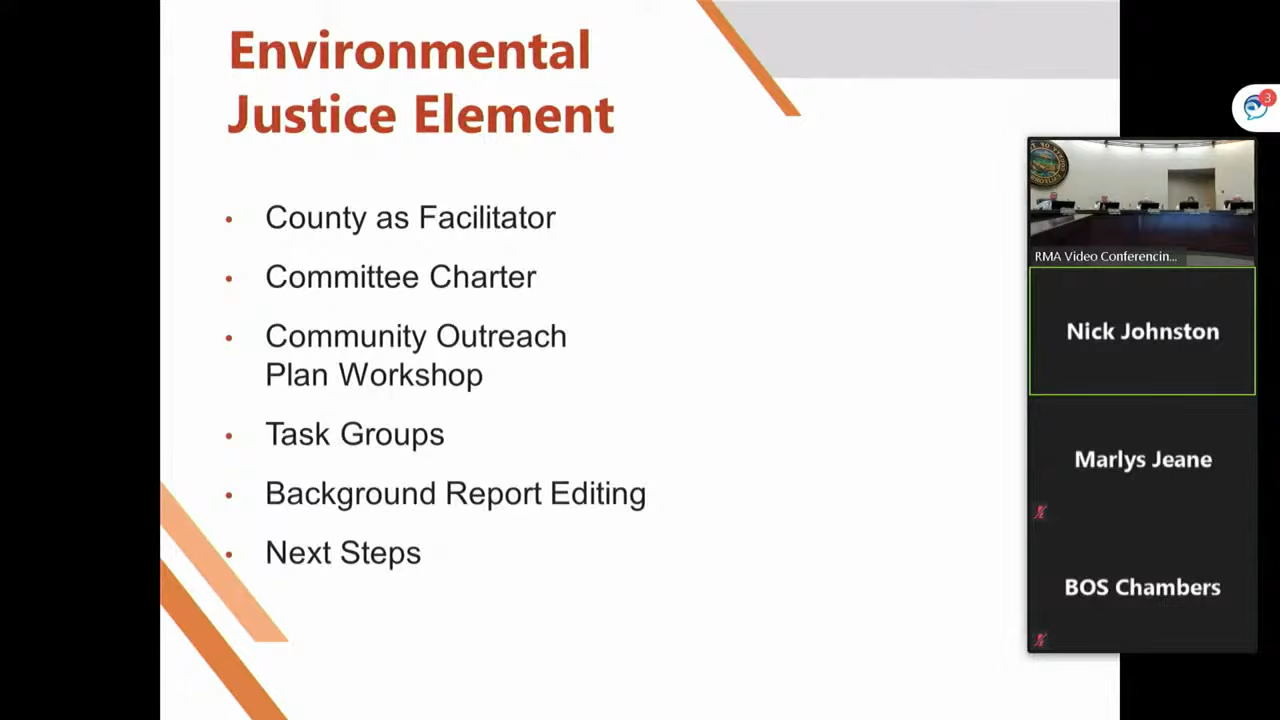 Environmental
Justice Element
• County as Facilitator
• Committee Charter
• Community Outreach
Plan Workshop
• Task Groups
• Background Report Editing
• Next Steps
3
RMA Video Conferencin...
Nick Johnston
Marlys Jeane
BOS Chambers